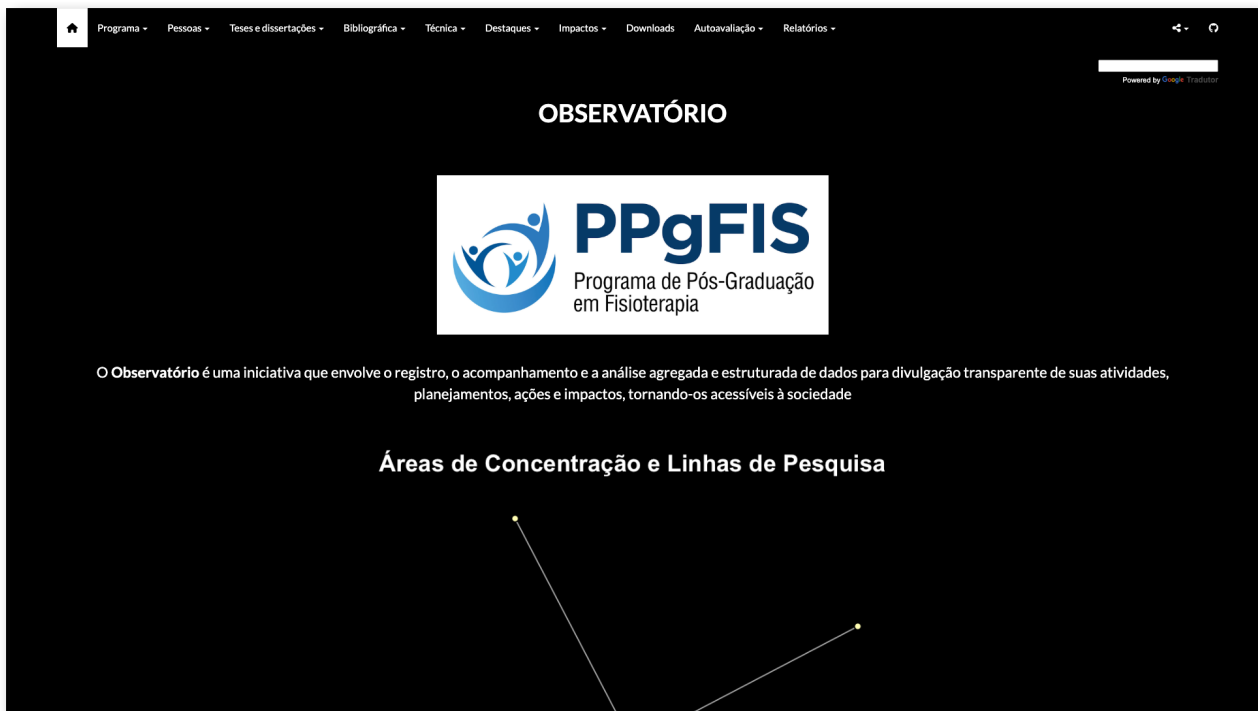 Programa Pessoas Teses e dissertações Bibliográfica Técnica Destaques Impactos Downloads Autoavaliação Relatórios
Powered by Google Tradutor
OBSERVATÓRIO
PPgFIS
Programa de Pós-Graduação
em Fisioterapia
O Observatório é uma iniciativa que envolve o registro, o acompanhamento e a análise agregada e estruturada de dados para divulgação transparente de suas atividades,
planejamentos, ações e impactos, tornando-os acessíveis à sociedade
Áreas de Concentração e Linhas de Pesquisa